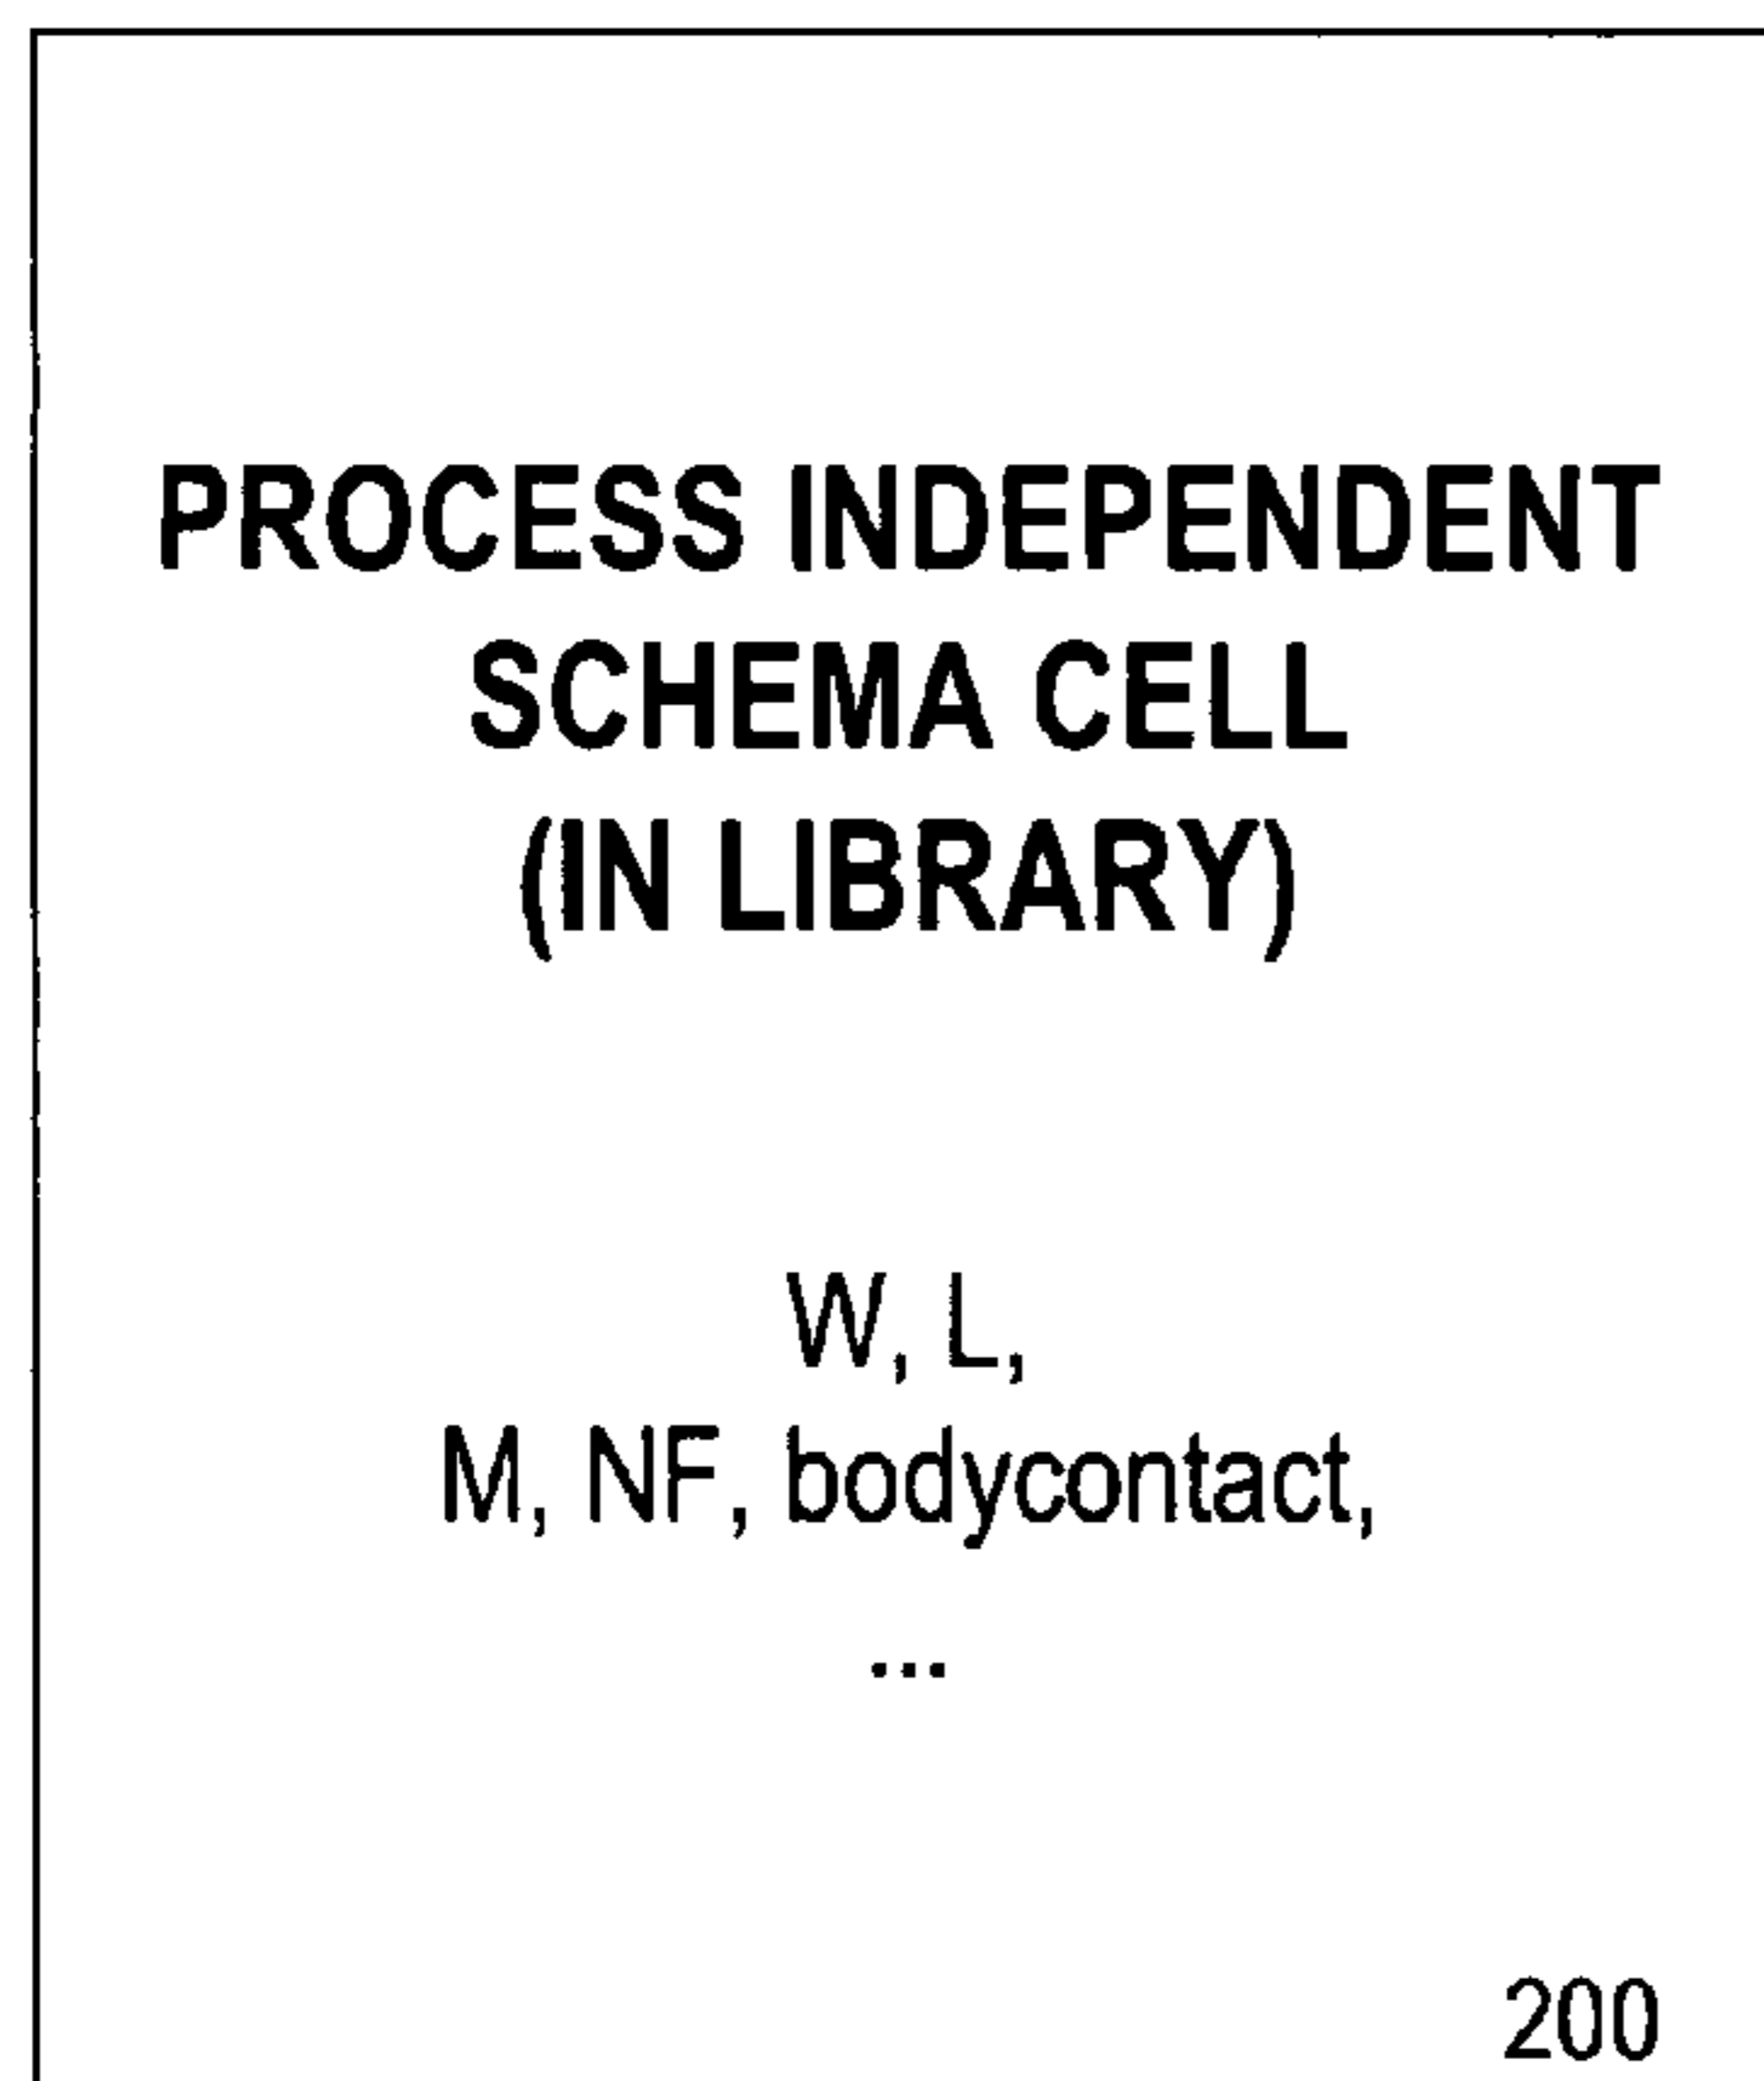 PROCESS INDEPENDENT
SCHEMA CELL
(IN LIBRARY)
W, L,
M, NF, bodycontact,
...
200